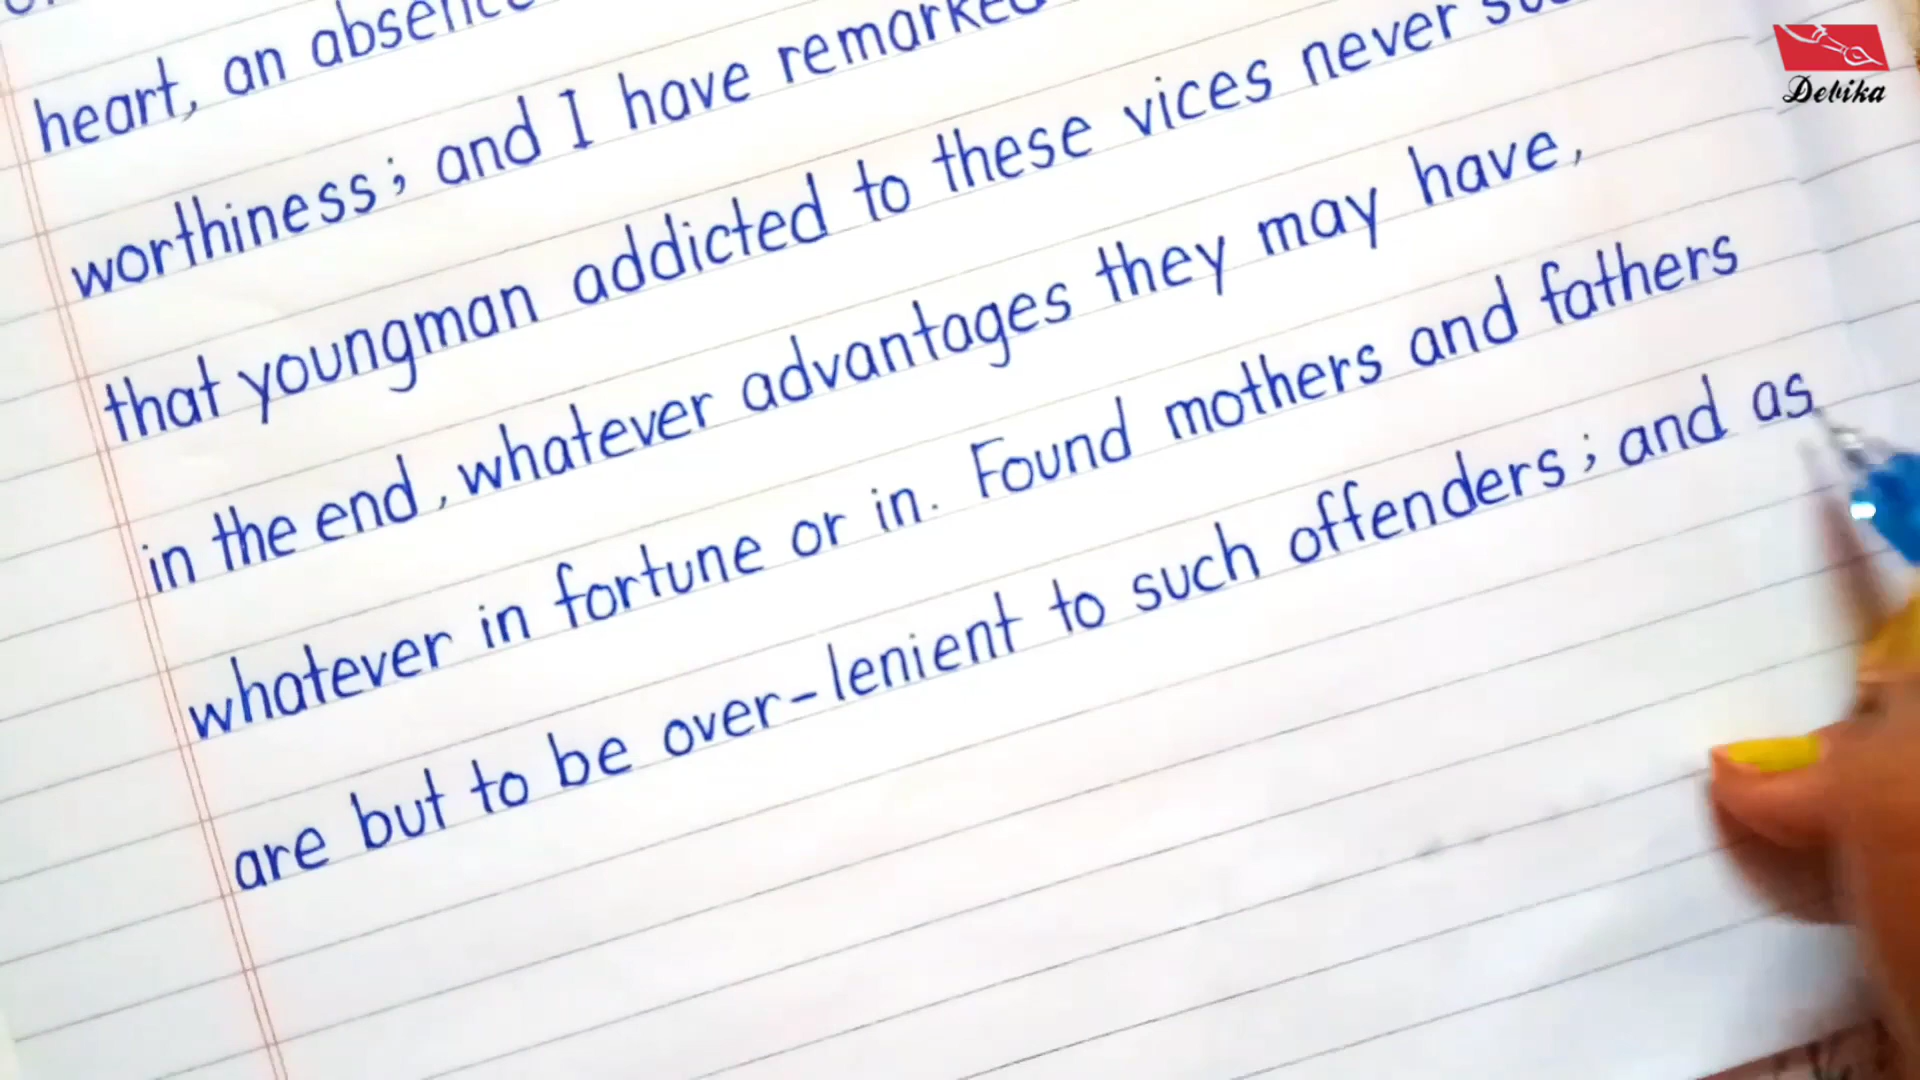 heart, an absence
worthiness; and I have remarked
that youngman addicted to these vices never
in the end, whatever advantages they may have,
whatever in fortune or in. Found mothers and fathers
are but to be over-lenient to such offenders; and as
Debika